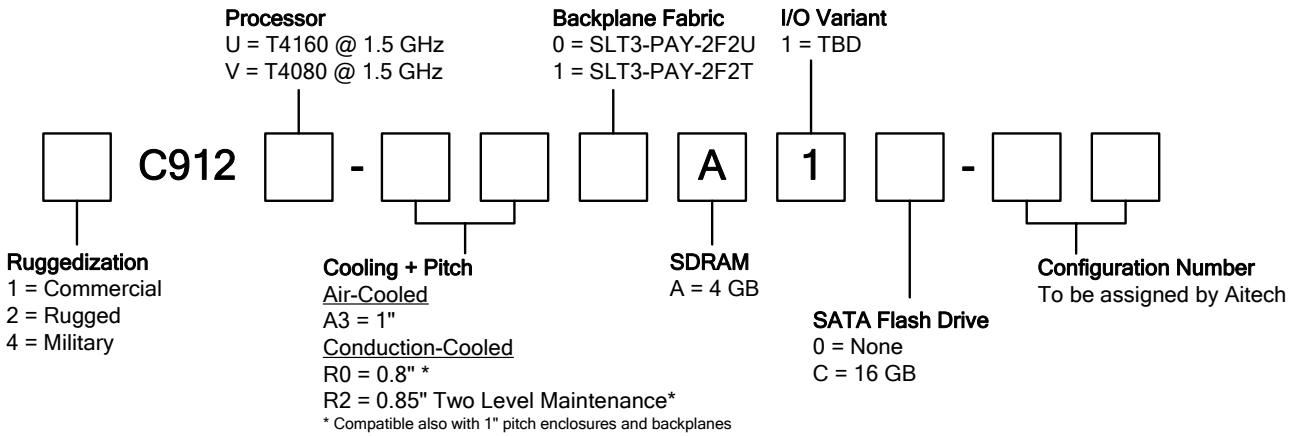 Processor
U = T4160 @ 1.5 GHz
V = T4080 @ 1.5 GHz
Backplane Fabric
0 = SLT3-PAY-2F2U
1 = SLT3-PAY-2F2T
I/O Variant
1 = TBD
C912 - A 1 -
Ruggedization
1 = Commercial
2 = Rugged
4 = Military
Cooling + Pitch
Air-Cooled
A3 = 1"
Conduction-Cooled
R0 = 0.8" *
R2 = 0.85" Two Level Maintenance*
* Compatible also with 1" pitch enclosures and backplanes
SDRAM
A = 4 GB
SATA Flash Drive
0 = None
C = 16 GB
Configuration Number
To be assigned by Aitech